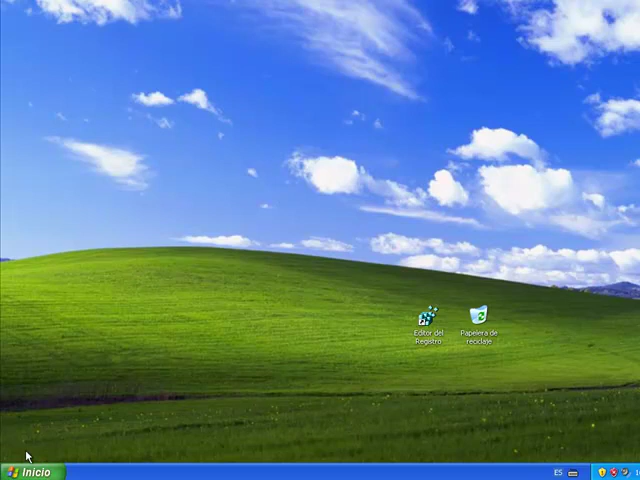 Editor del
Registro
Papelera de
reciclaje
Inicio
ES